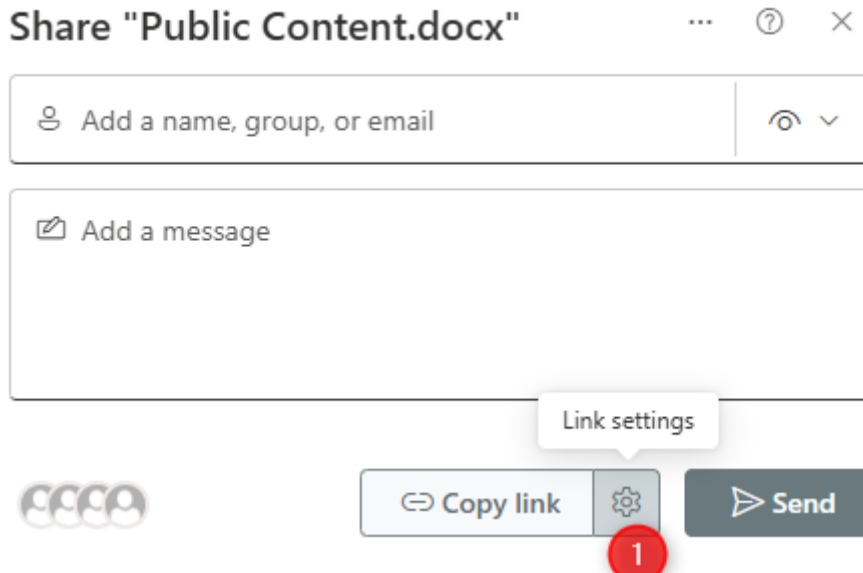 Share "Public Content.docx"
Add a name, group, or email
Add a message
Link settings
Copy link
Send
1